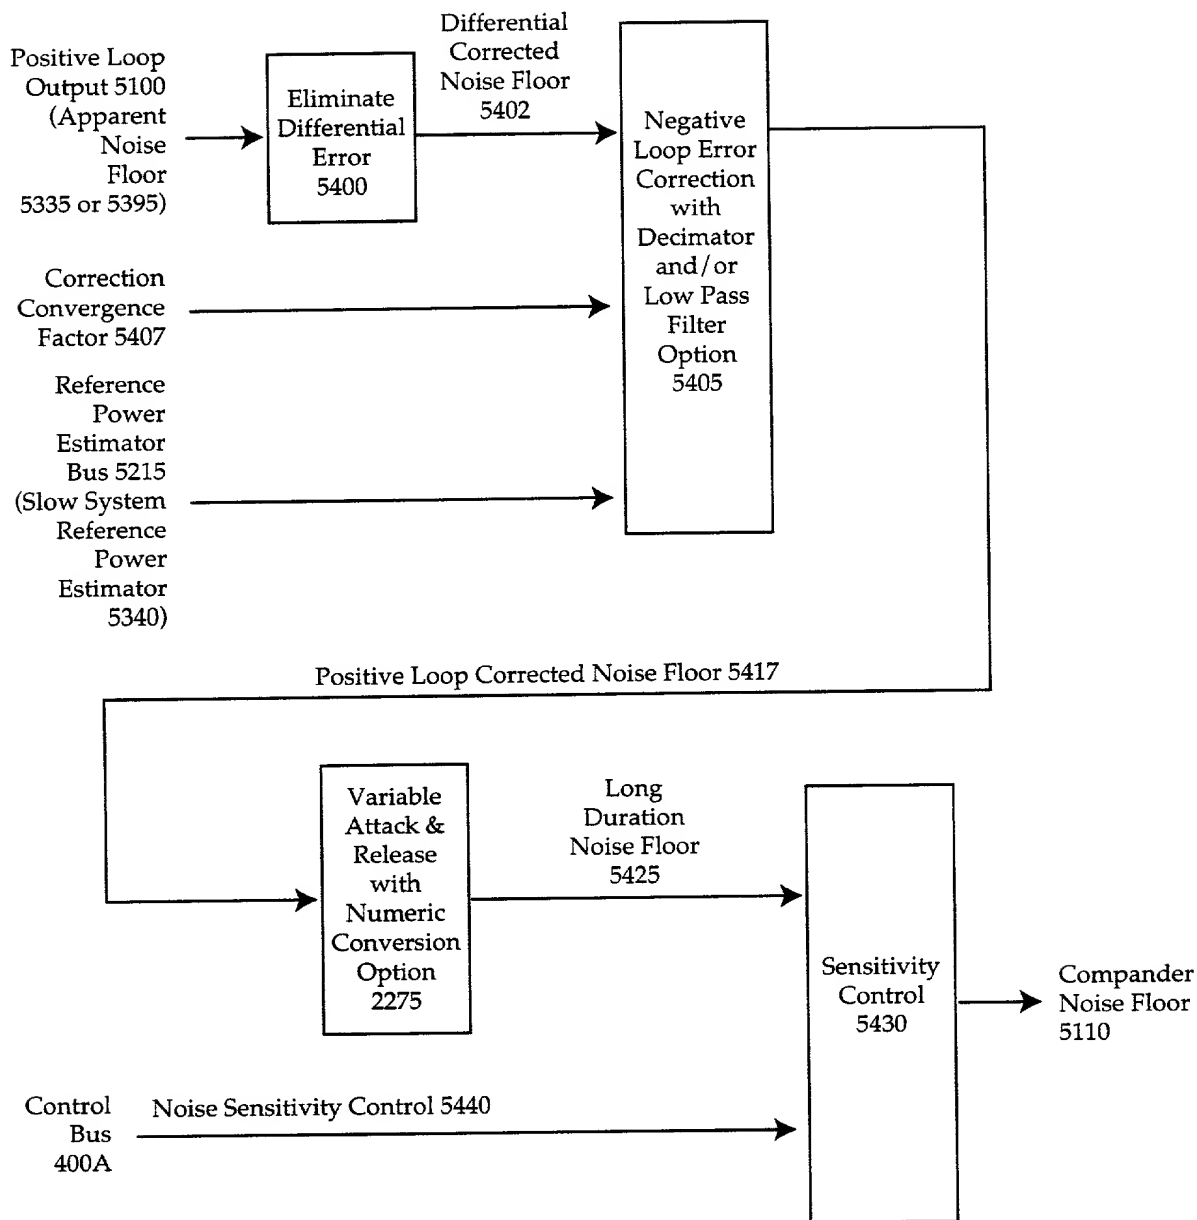 Positive Loop
Output 5100
(Apparent
Noise
Floor
5335 or 5395)
Eliminate
Differential
Error
5400
Differential
Corrected
Noise Floor
5402
Negative
Loop Error
Correction
with
Decimator
and/or
Low Pass
Filter
Option
5405
Correction
Convergence
Factor 5407
Reference
Power
Estimator
Bus 5215
(Slow System
Reference
Power
Estimator
5340)
Positive Loop Corrected Noise Floor 5417
Variable
Attack &
Release
with
Numeric
Conversion
Option
2275
Long
Duration
Noise Floor
5425
Sensitivity
Control
5430
Compander
Noise Floor
5110
Control
Bus
400A
Noise Sensitivity Control 5440